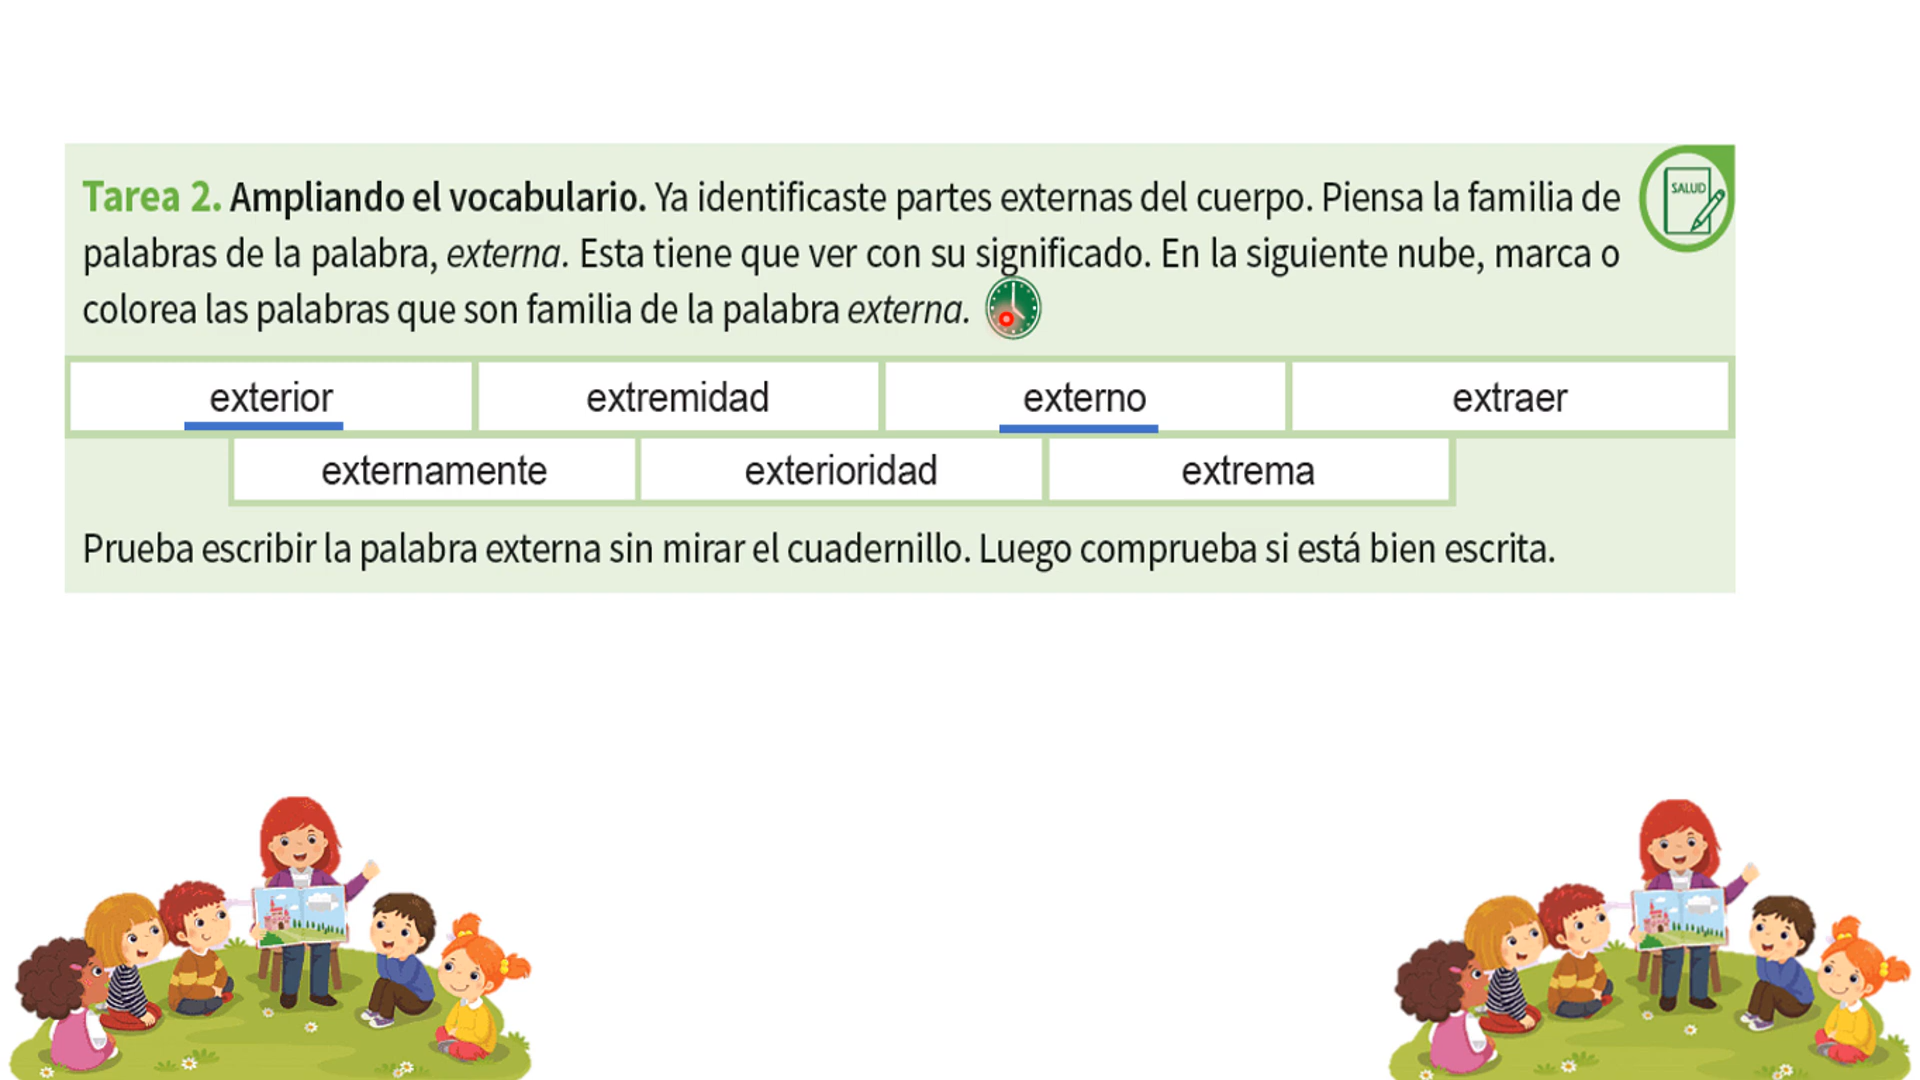 Tarea 2. Ampliando el vocabulario. Ya identificaste partes externas del cuerpo. Piensa la familia de
palabras de la palabra, externa. Esta tiene que ver con su significado. En la siguiente nube, marca o
colorea las palabras que son familia de la palabra externa.
SALUD
exterior extremidad externo extraer
externamente exterioridad extrema
Prueba escribir la palabra externa sin mirar el cuadernillo. Luego comprueba si está bien escrita.